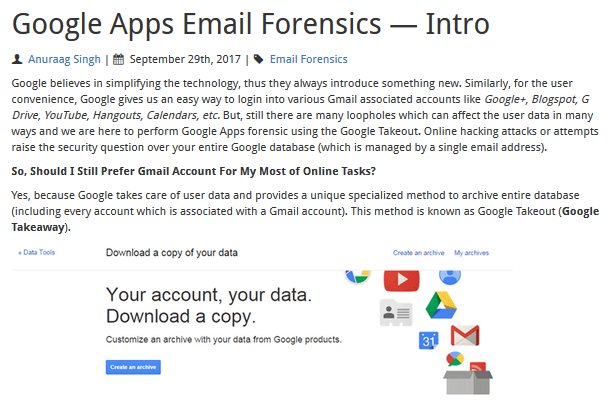 Google Apps Email Forensics — Intro
Anuraag Singh | September 29th, 2017 | Email Forensics
Google believes in simplifying the technology, thus they always introduce something new. Similarly, for the user
convenience, Google gives us an easy way to login into various Gmail associated accounts like Google+, Blogspot, G
Drive, YouTube, Hangouts, Calendars, etc. But, still there are many loopholes which can affect the user data in many
ways and we are here to perform Google Apps forensic using the Google Takeout. Online hacking attacks or attempts
raise the security question over your entire Google database (which is managed by a single email address).
So, Should I Still Prefer Gmail Account For My Most of Online Tasks?
Yes, because Google takes care of user data and provides a unique specialized method to archive entire database
(including every account which is associated with a Gmail account). This method is known as Google Takeout (Google
Takeaway).
« Data Tools
Download a copy of your data
Create an archive
My archives
Your account, your data.
Download a copy.
Customize an archive with your data from Google products.
Create an archive
31